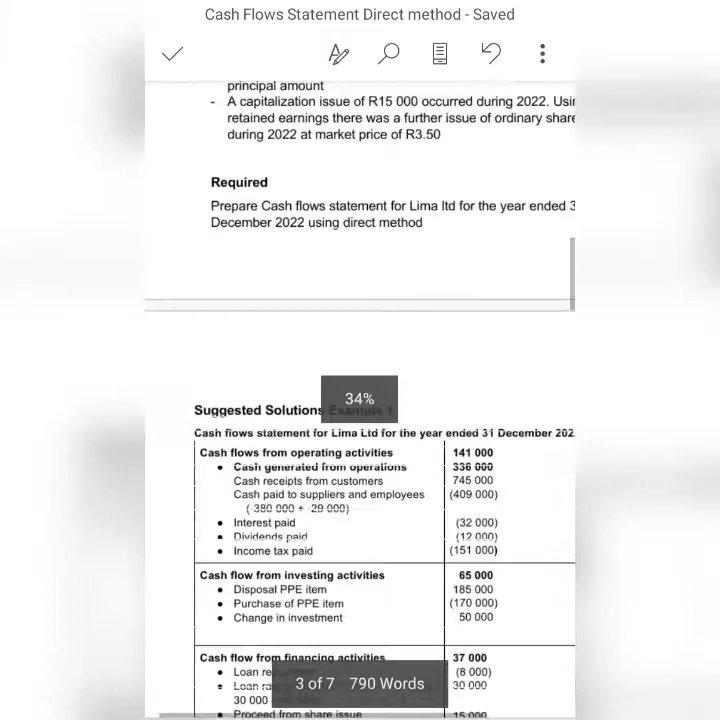 Cash Flows Statement Direct method - Saved
principal amount
- A capitalization issue of R15 000 occurred during 2022. Usin
retained earnings there was a further issue of ordinary share
during 2022 at market price of R3.50
Required
Prepare Cash flows statement for Lima ltd for the year ended 3
December 2022 using direct method
34%
Suggested Solutions Example 1
Cash flows statement for Lima Ltd for the year ended 31 December 202
Cash flows from operating activities 141 000
• Cash generated from operations 336 000
Cash receipts from customers 745 000
Cash paid to suppliers and employees (409 000)
(-380 000 + -29 000)
• Interest paid (32 000)
• Dividends paid (12 000)
• Income tax paid (151 000)
Cash flow from investing activities 65 000
• Disposal PPE item 185 000
• Purchase of PPE item (170 000)
• Change in investment 50 000
Cash flow from financing activities 37 000
• Loan (8 000)
• Loan 30 000
30 000
• Proceed from share issue 15 000
3 of 7 790 Words